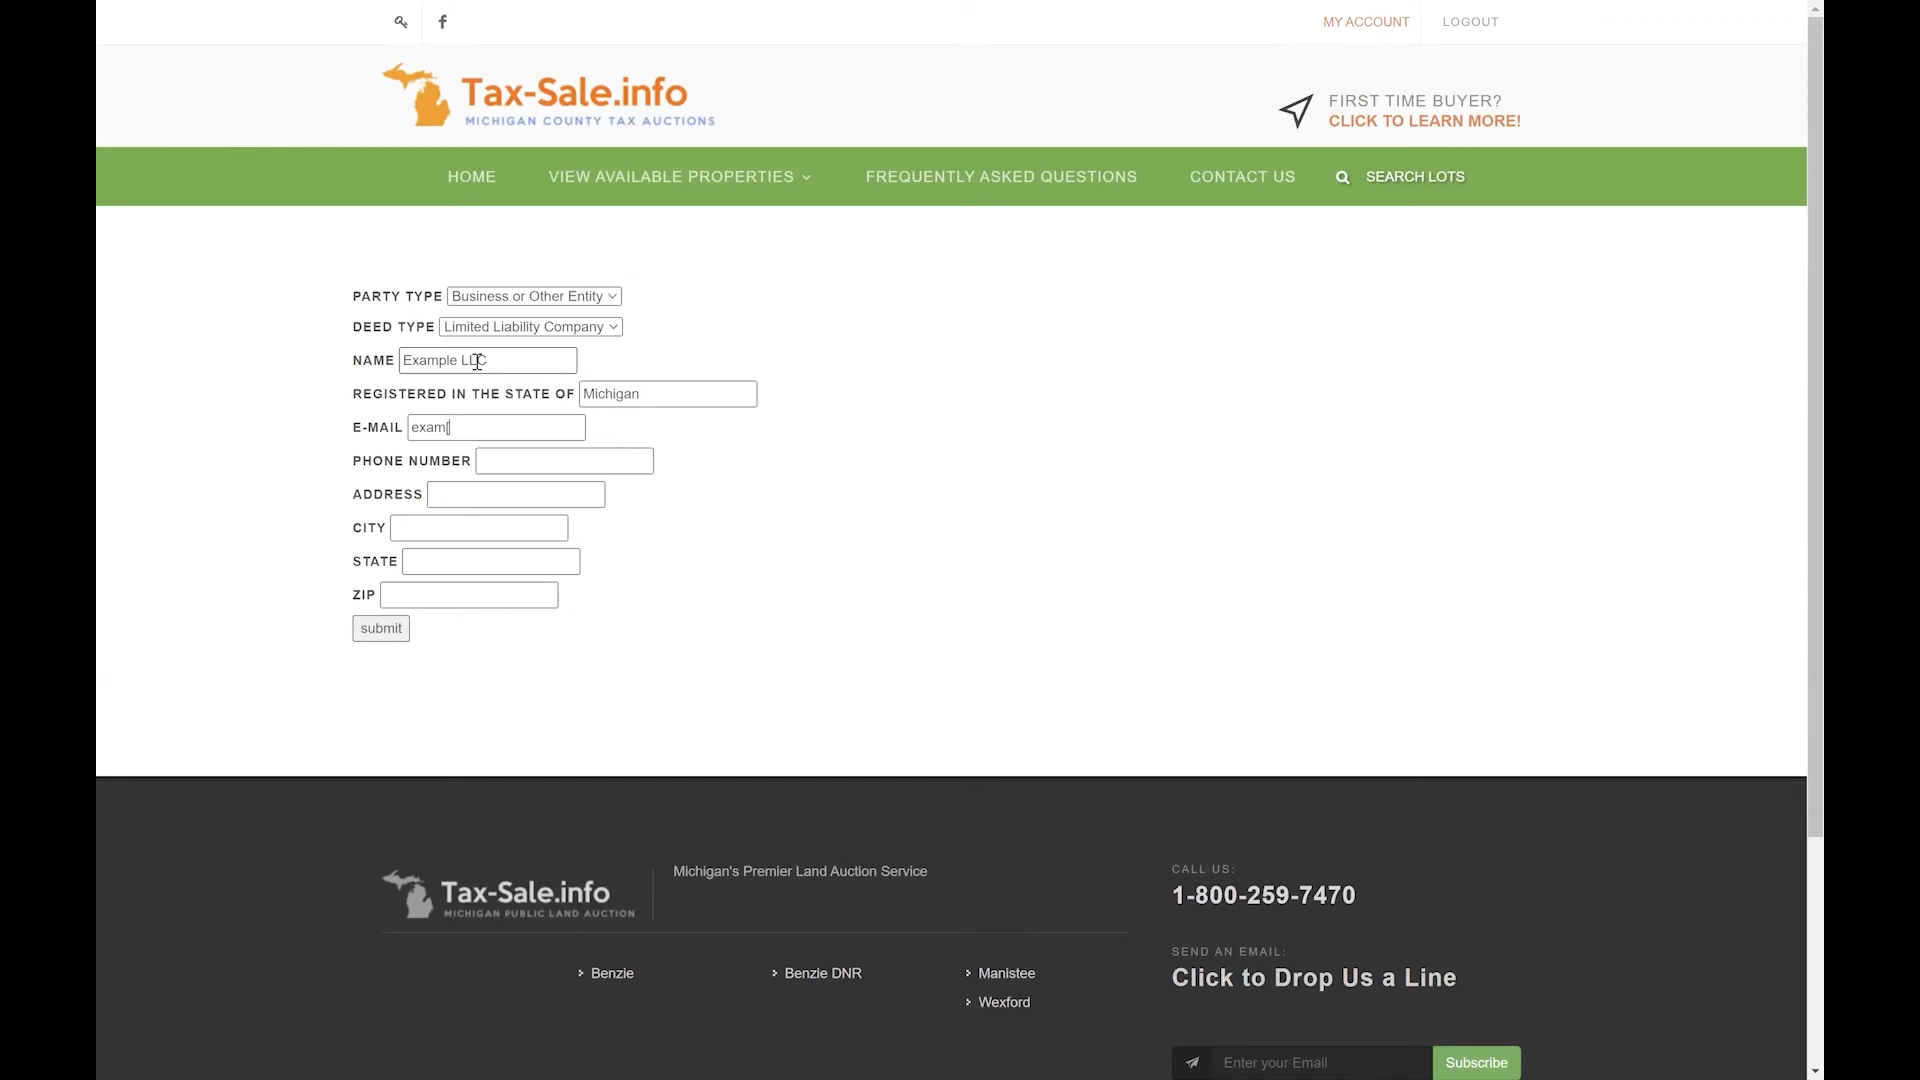 MY ACCOUNT LOGOUT
Tax-Sale.info
MICHIGAN COUNTY TAX AUCTIONS
FIRST TIME BUYER?
CLICK TO LEARN MORE!
HOME VIEW AVAILABLE PROPERTIES FREQUENTLY ASKED QUESTIONS CONTACT US SEARCH LOTS
PARTY TYPE Business or Other Entity
DEED TYPE Limited Liability Company
NAME Example LLC
REGISTERED IN THE STATE OF Michigan
E-MAIL exam
PHONE NUMBER
ADDRESS
CITY
STATE
ZIP
submit
Tax-Sale.info
MICHIGAN PUBLIC LAND AUCTION
Michigan's Premier Land Auction Service
CALL US:
1-800-259-7470
SEND AN EMAIL:
Click to Drop Us a Line
Benzie Benzie DNR Manistee
Wexford
Enter your Email Subscribe